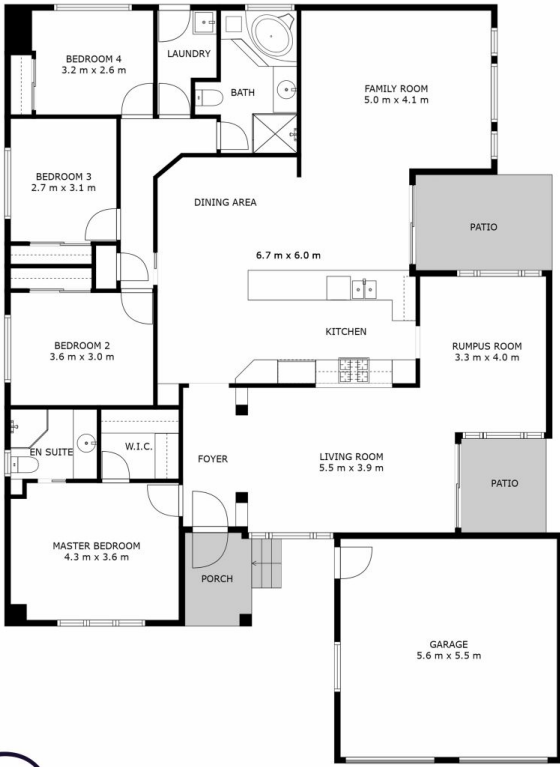 BEDROOM 4
3.2 m x 2.6 m
LAUNDRY
BATH
FAMILY ROOM
5.0 m x 4.1 m
BEDROOM 3
2.7 m x 3.1 m
DINING AREA
PATIO
6.7 m x 6.0 m
KITCHEN
BEDROOM 2
3.6 m x 3.0 m
RUMPUS ROOM
3.3 m x 4.0 m
EN SUITE
W.I.C.
FOYER
LIVING ROOM
5.5 m x 3.9 m
PATIO
MASTER BEDROOM
4.3 m x 3.6 m
PORCH
GARAGE
5.6 m x 5.5 m